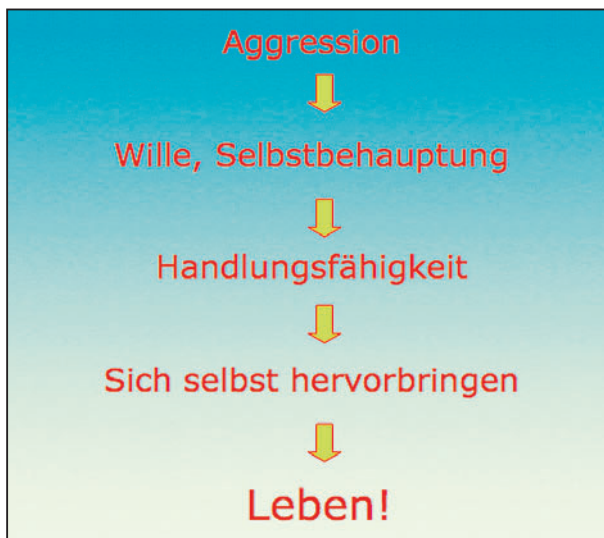 Aggression
Wille, Selbstbehauptung
Handlungsfähigkeit
Sich selbst hervorbringen
Leben!